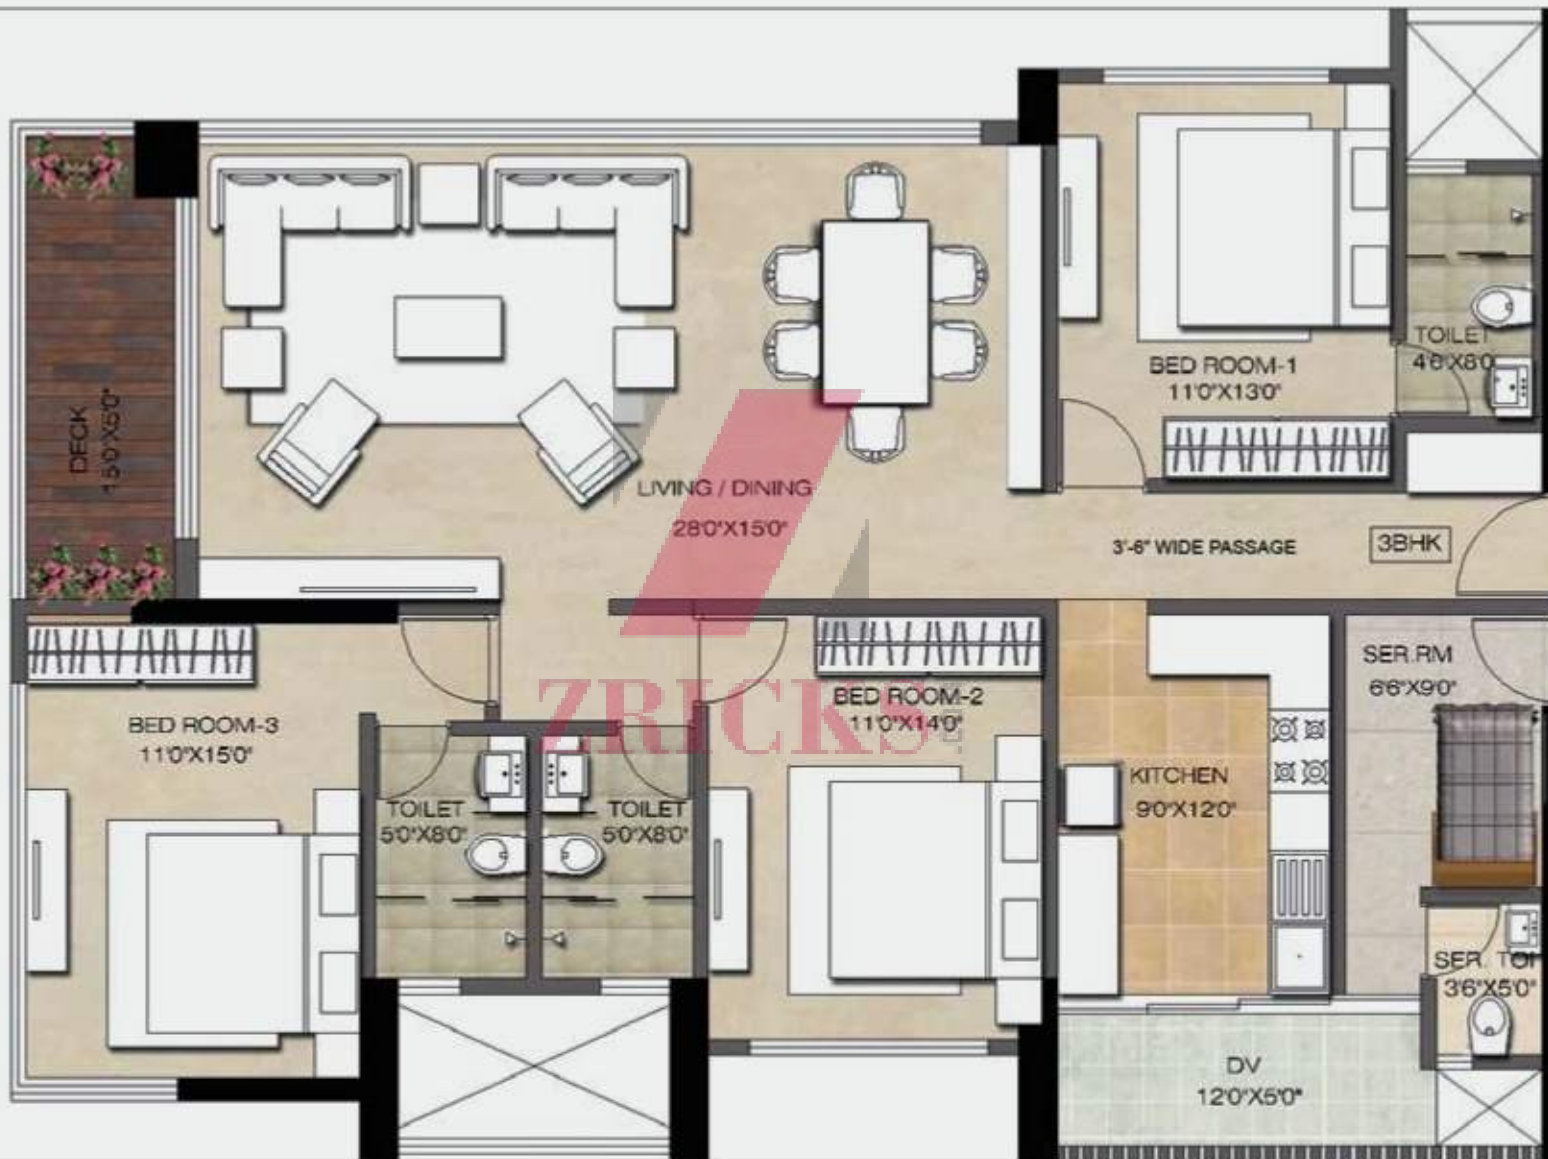 TOILET
4'6"X8'0
BED ROOM-1
11'0"X13'0"
DECK
15'0"X5'0"
LIVING / DINING
28'0"X15'0"
3'-6" WIDE PASSAGE
3BHK
SER.RM
6'6"X9'0"
ZRICKS
BED ROOM-3
11'0"X15'0"
BED ROOM-2
11'0"X14'0"
TOILET
5'0"X8'0"
TOILET
5'0"X8'0"
KITCHEN
9'0"X12'0"
SER. TOI
3'6"X5'0"
DV
12'0"X5'0"